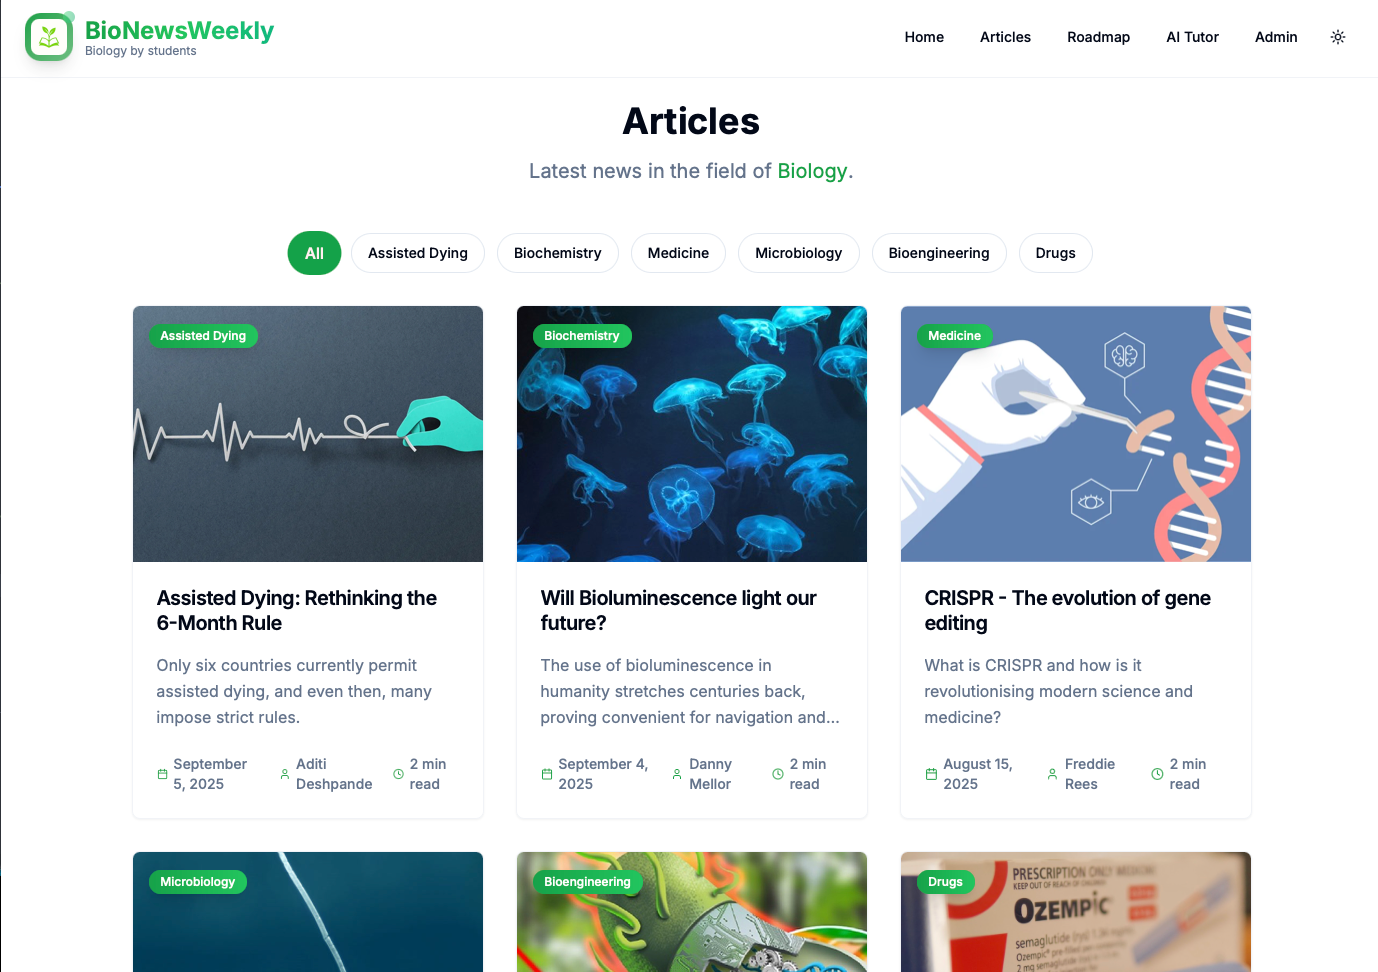 BioNewsWeekly
Biology by students
Home
Articles
Roadmap
AI Tutor
Admin
Articles
Latest news in the field of Biology.
All
Assisted Dying
Biochemistry
Medicine
Microbiology
Bioengineering
Drugs
Assisted Dying
Assisted Dying: Rethinking the
6-Month Rule
Only six countries currently permit
assisted dying, and even then, many
impose strict rules.
September
5, 2025
Aditi
Deshpande
2 min
read
Biochemistry
Will Bioluminescence light our
future?
The use of bioluminescence in
humanity stretches centuries back,
proving convenient for navigation and...
September 4,
2025
Danny
Mellor
2 min
read
Medicine
CRISPR - The evolution of gene
editing
What is CRISPR and how is it
revolutionising modern science and
medicine?
August 15,
2025
Freddie
Rees
2 min
read
Microbiology
Bioengineering
Drugs
PRESCRIPTION ONLY MEDICINE
KEEP OUT OF REACH OF CHILDREN
OZEMPIC
semaglutide (rys)
Ozempic
2 mg semaglutide